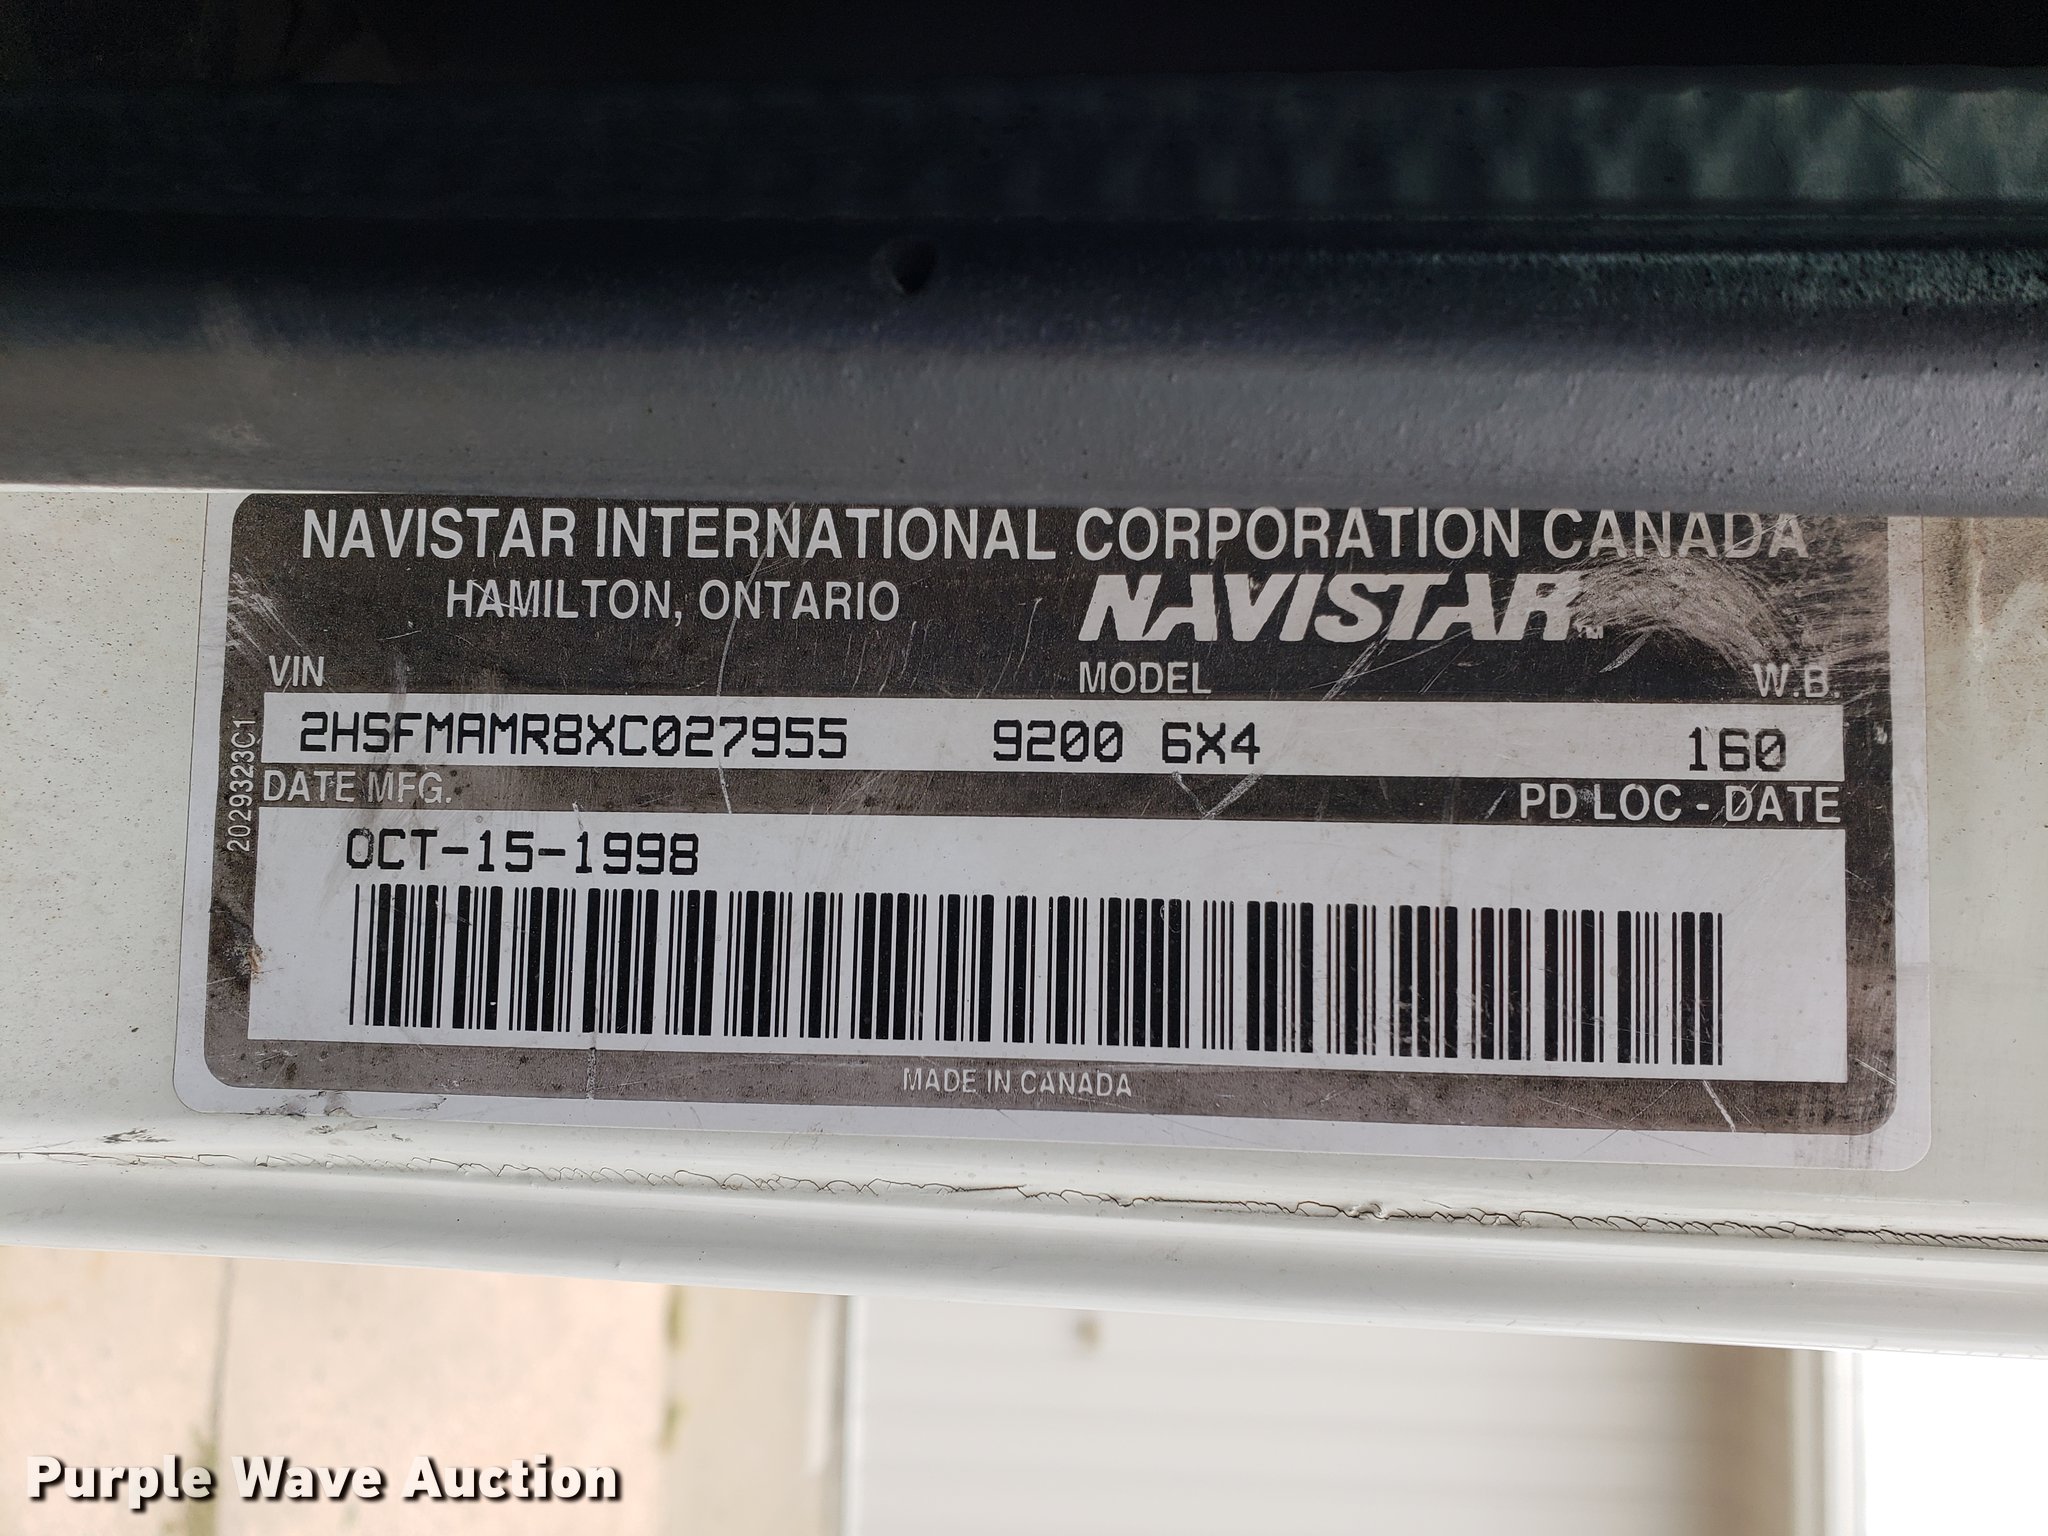 NAVISTAR INTERNATIONAL CORPORATION CANADA
HAMILTON, ONTARIO
NAVISTAR
VIN MODEL W.B.
2HSFMAMR8XC027955 9200 6X4 160
DATE MFG. PD LOC - DATE
OCT-15-1998
2029323C1
MADE IN CANADA
Purple Wave Auction